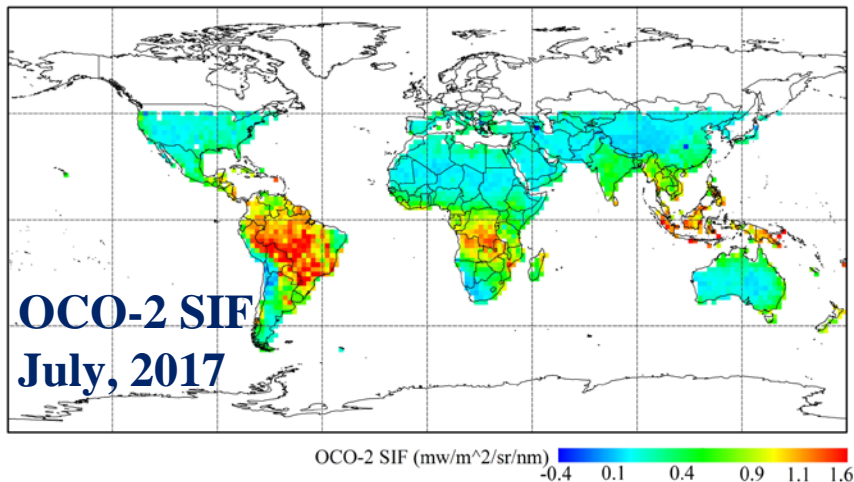 OCO-2 SIF
July, 2017
OCO-2 SIF (mw/m^2/sr/nm)
-0.4 0.1 0.4 0.9 1.1 1.6